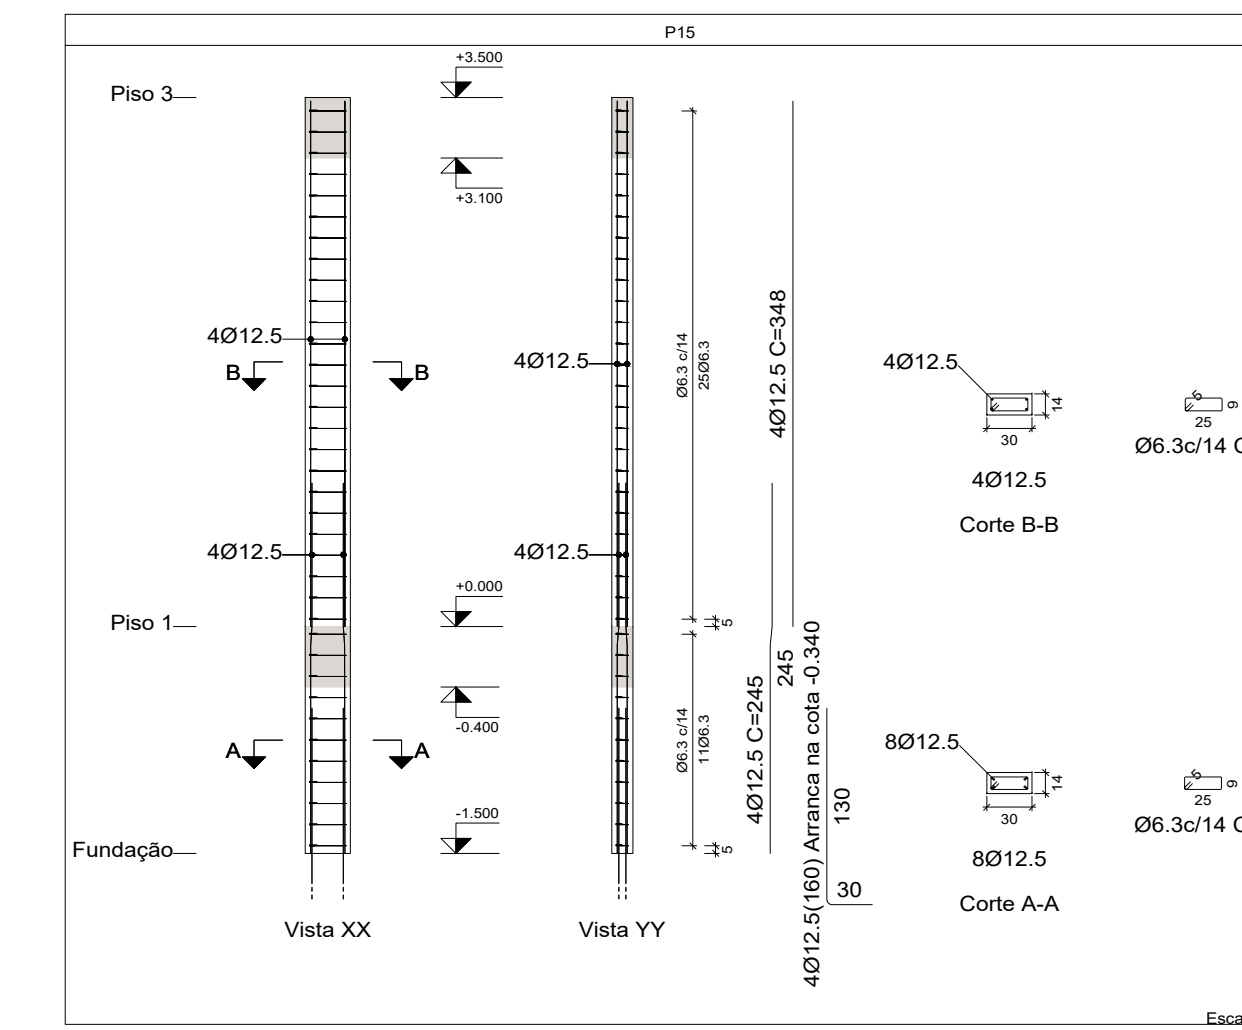 P15
+3.500
Piso 3
+3.100
4Ø12.5
B
B
4Ø12.5
Ø6.3 c/14
25Ø6.3
4Ø12.5 C=348
4Ø12.5
14
30
4Ø12.5
Corte B-B
5
9
25
Ø6.3c/14
4Ø12.5
4Ø12.5
+0.000
Piso 1
5
-0.400
A
A
Ø6.3 c/14
11Ø6.3
4Ø12.5 C=245
245
4Ø12.5(160) Arranca na cota -0.340
130
30
8Ø12.5
14
30
8Ø12.5
Corte A-A
5
9
25
Ø6.3c/14
-1.500
Fundação
5
Vista XX
Vista YY